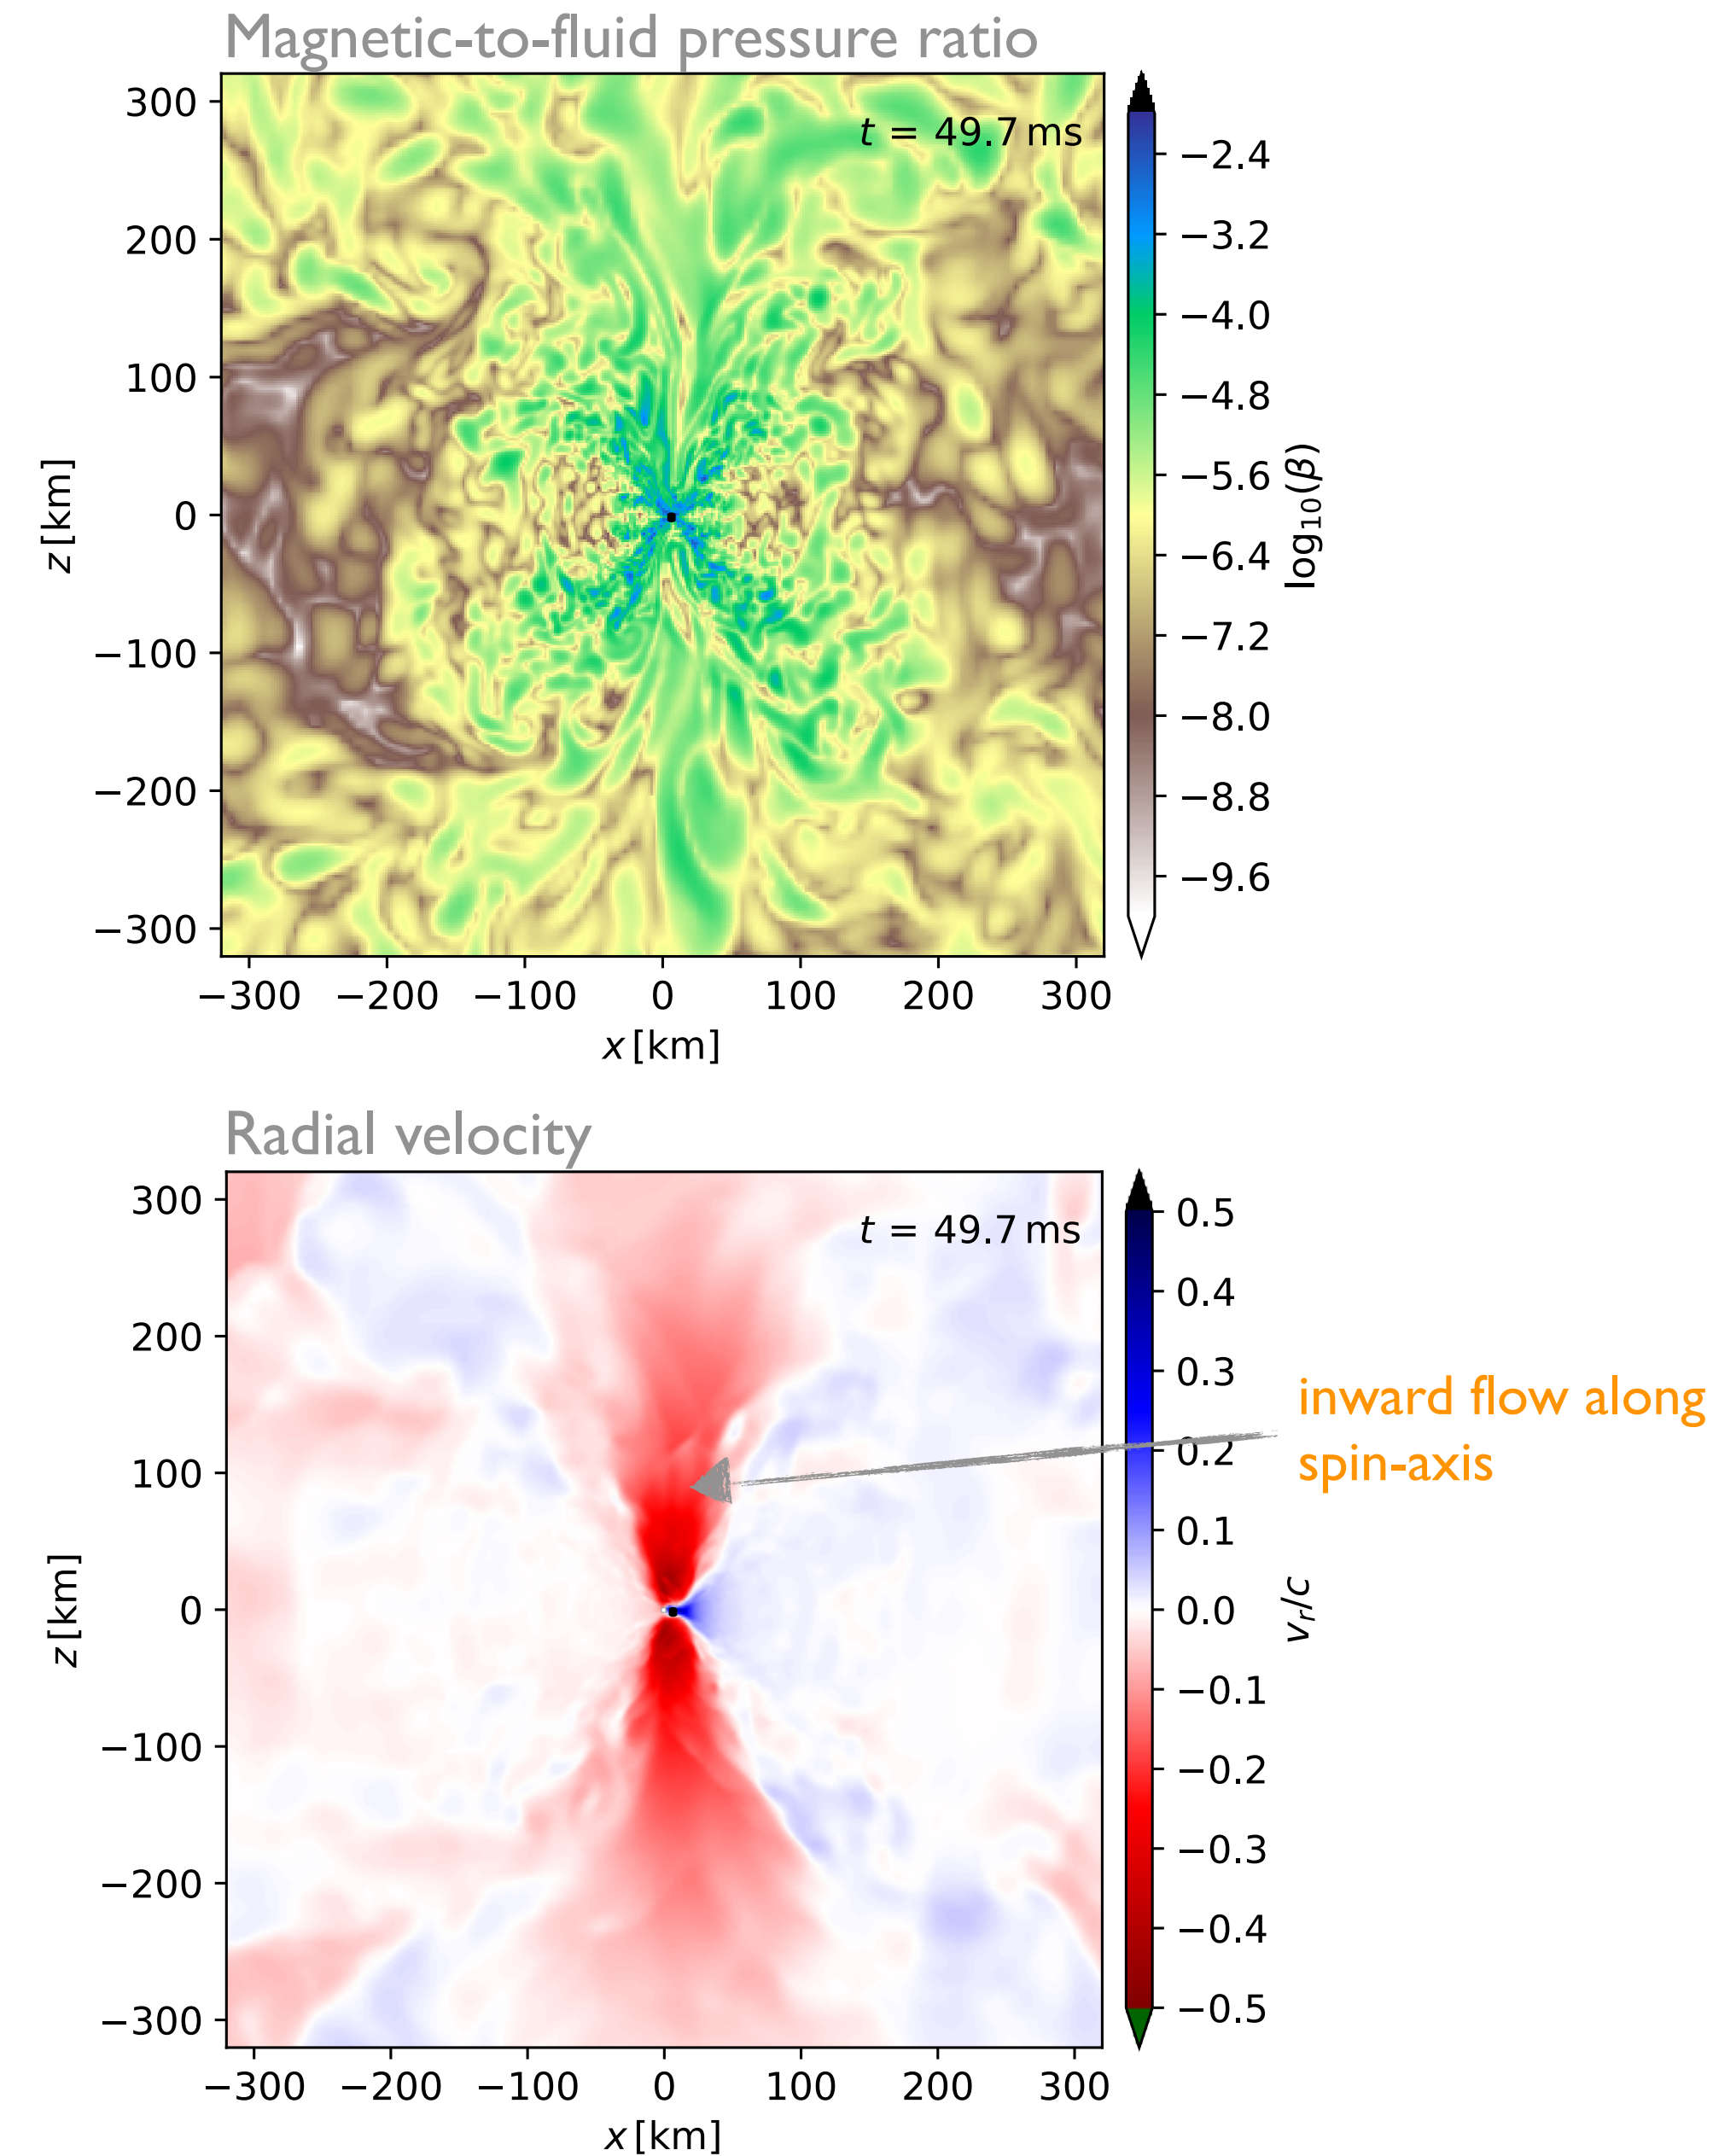 Magnetic-to-fluid pressure ratio
t = 49.7 ms
300
200
100
0
−100
−200
−300
z [km]
−300 −200 −100 0 100 200 300
x [km]
−2.4
−3.2
−4.0
−4.8
−5.6
−6.4
−7.2
−8.0
−8.8
−9.6
log₁₀(β)
Radial velocity
t = 49.7 ms
300
200
100
0
−100
−200
−300
z [km]
−300 −200 −100 0 100 200 300
x [km]
0.5
0.4
0.3
0.2
0.1
0.0
−0.1
−0.2
−0.3
−0.4
−0.5
vᵣ/c
inward flow along
spin-axis